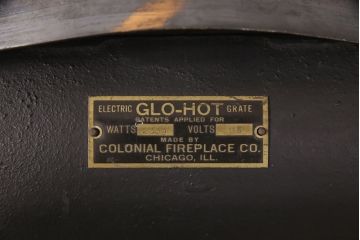 ELECTRIC GLO-HOT GRATE
PATENTS APPLIED FOR
WATTS VOLTS
MADE BY
COLONIAL FIREPLACE CO.
CHICAGO, ILL.